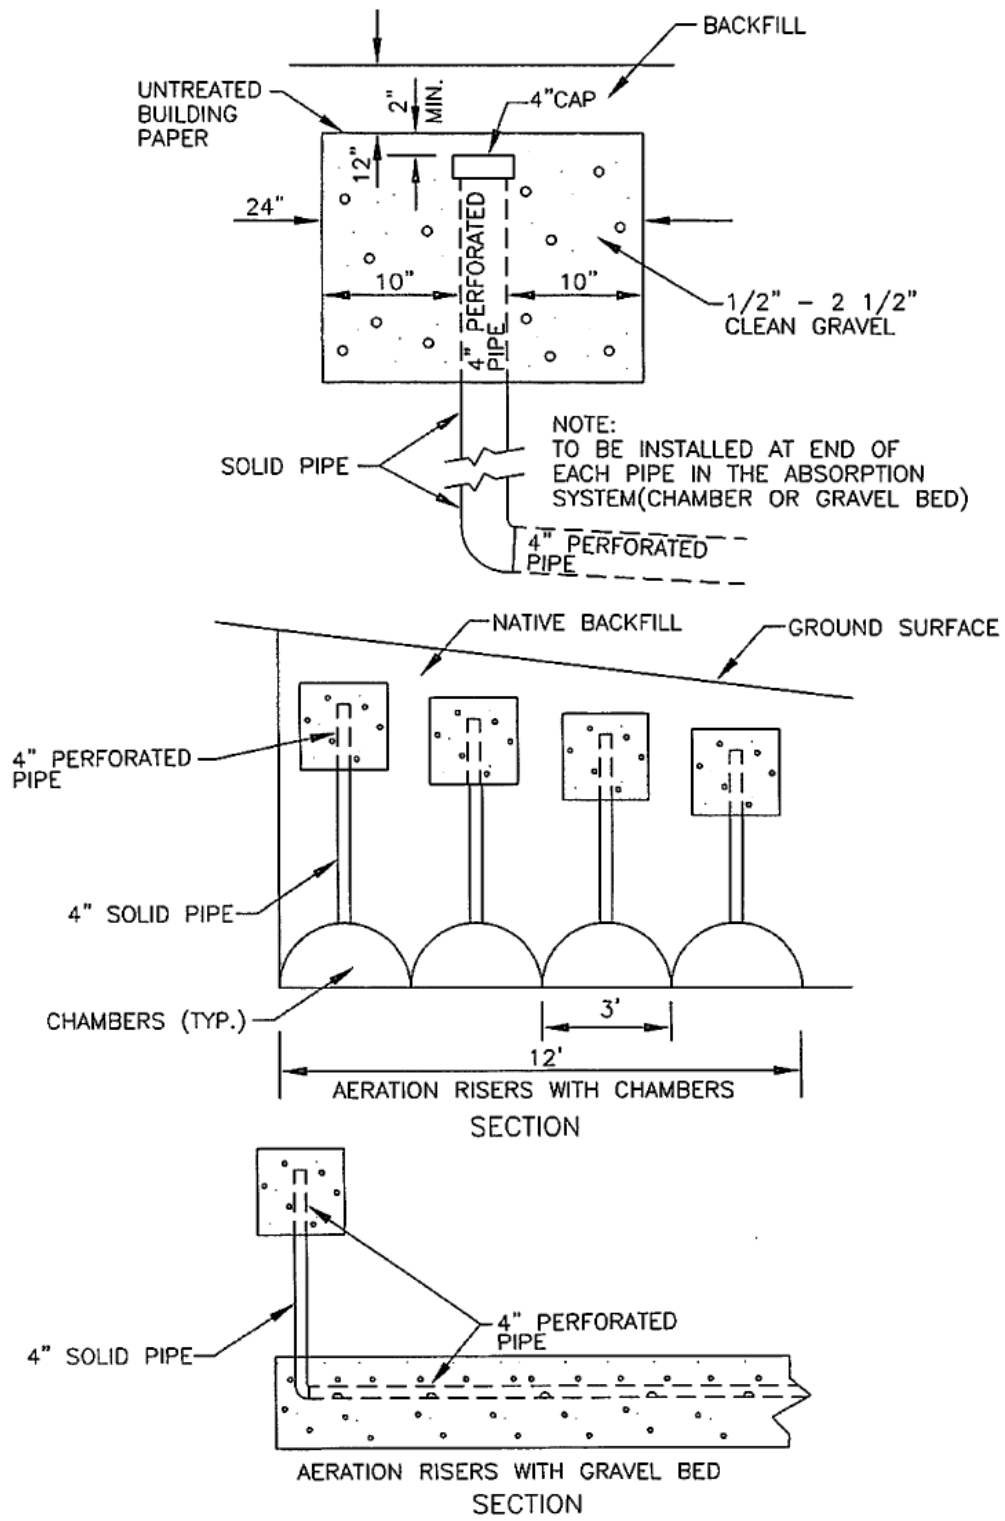 BACKFILL
UNTREATED
BUILDING
PAPER
2"
MIN.
4"CAP
12"
24"
4" PERFORATED
PIPE
10"
10"
1/2" - 2 1/2"
CLEAN GRAVEL
NOTE:
TO BE INSTALLED AT END OF
EACH PIPE IN THE ABSORPTION
SYSTEM(CHAMBER OR GRAVEL BED)
SOLID PIPE
4" PERFORATED
PIPE
NATIVE BACKFILL
GROUND SURFACE
4" PERFORATED
PIPE
4" SOLID PIPE
CHAMBERS (TYP.)
3'
12'
AERATION RISERS WITH CHAMBERS
SECTION
4" PERFORATED
PIPE
4" SOLID PIPE
AERATION RISERS WITH GRAVEL BED
SECTION